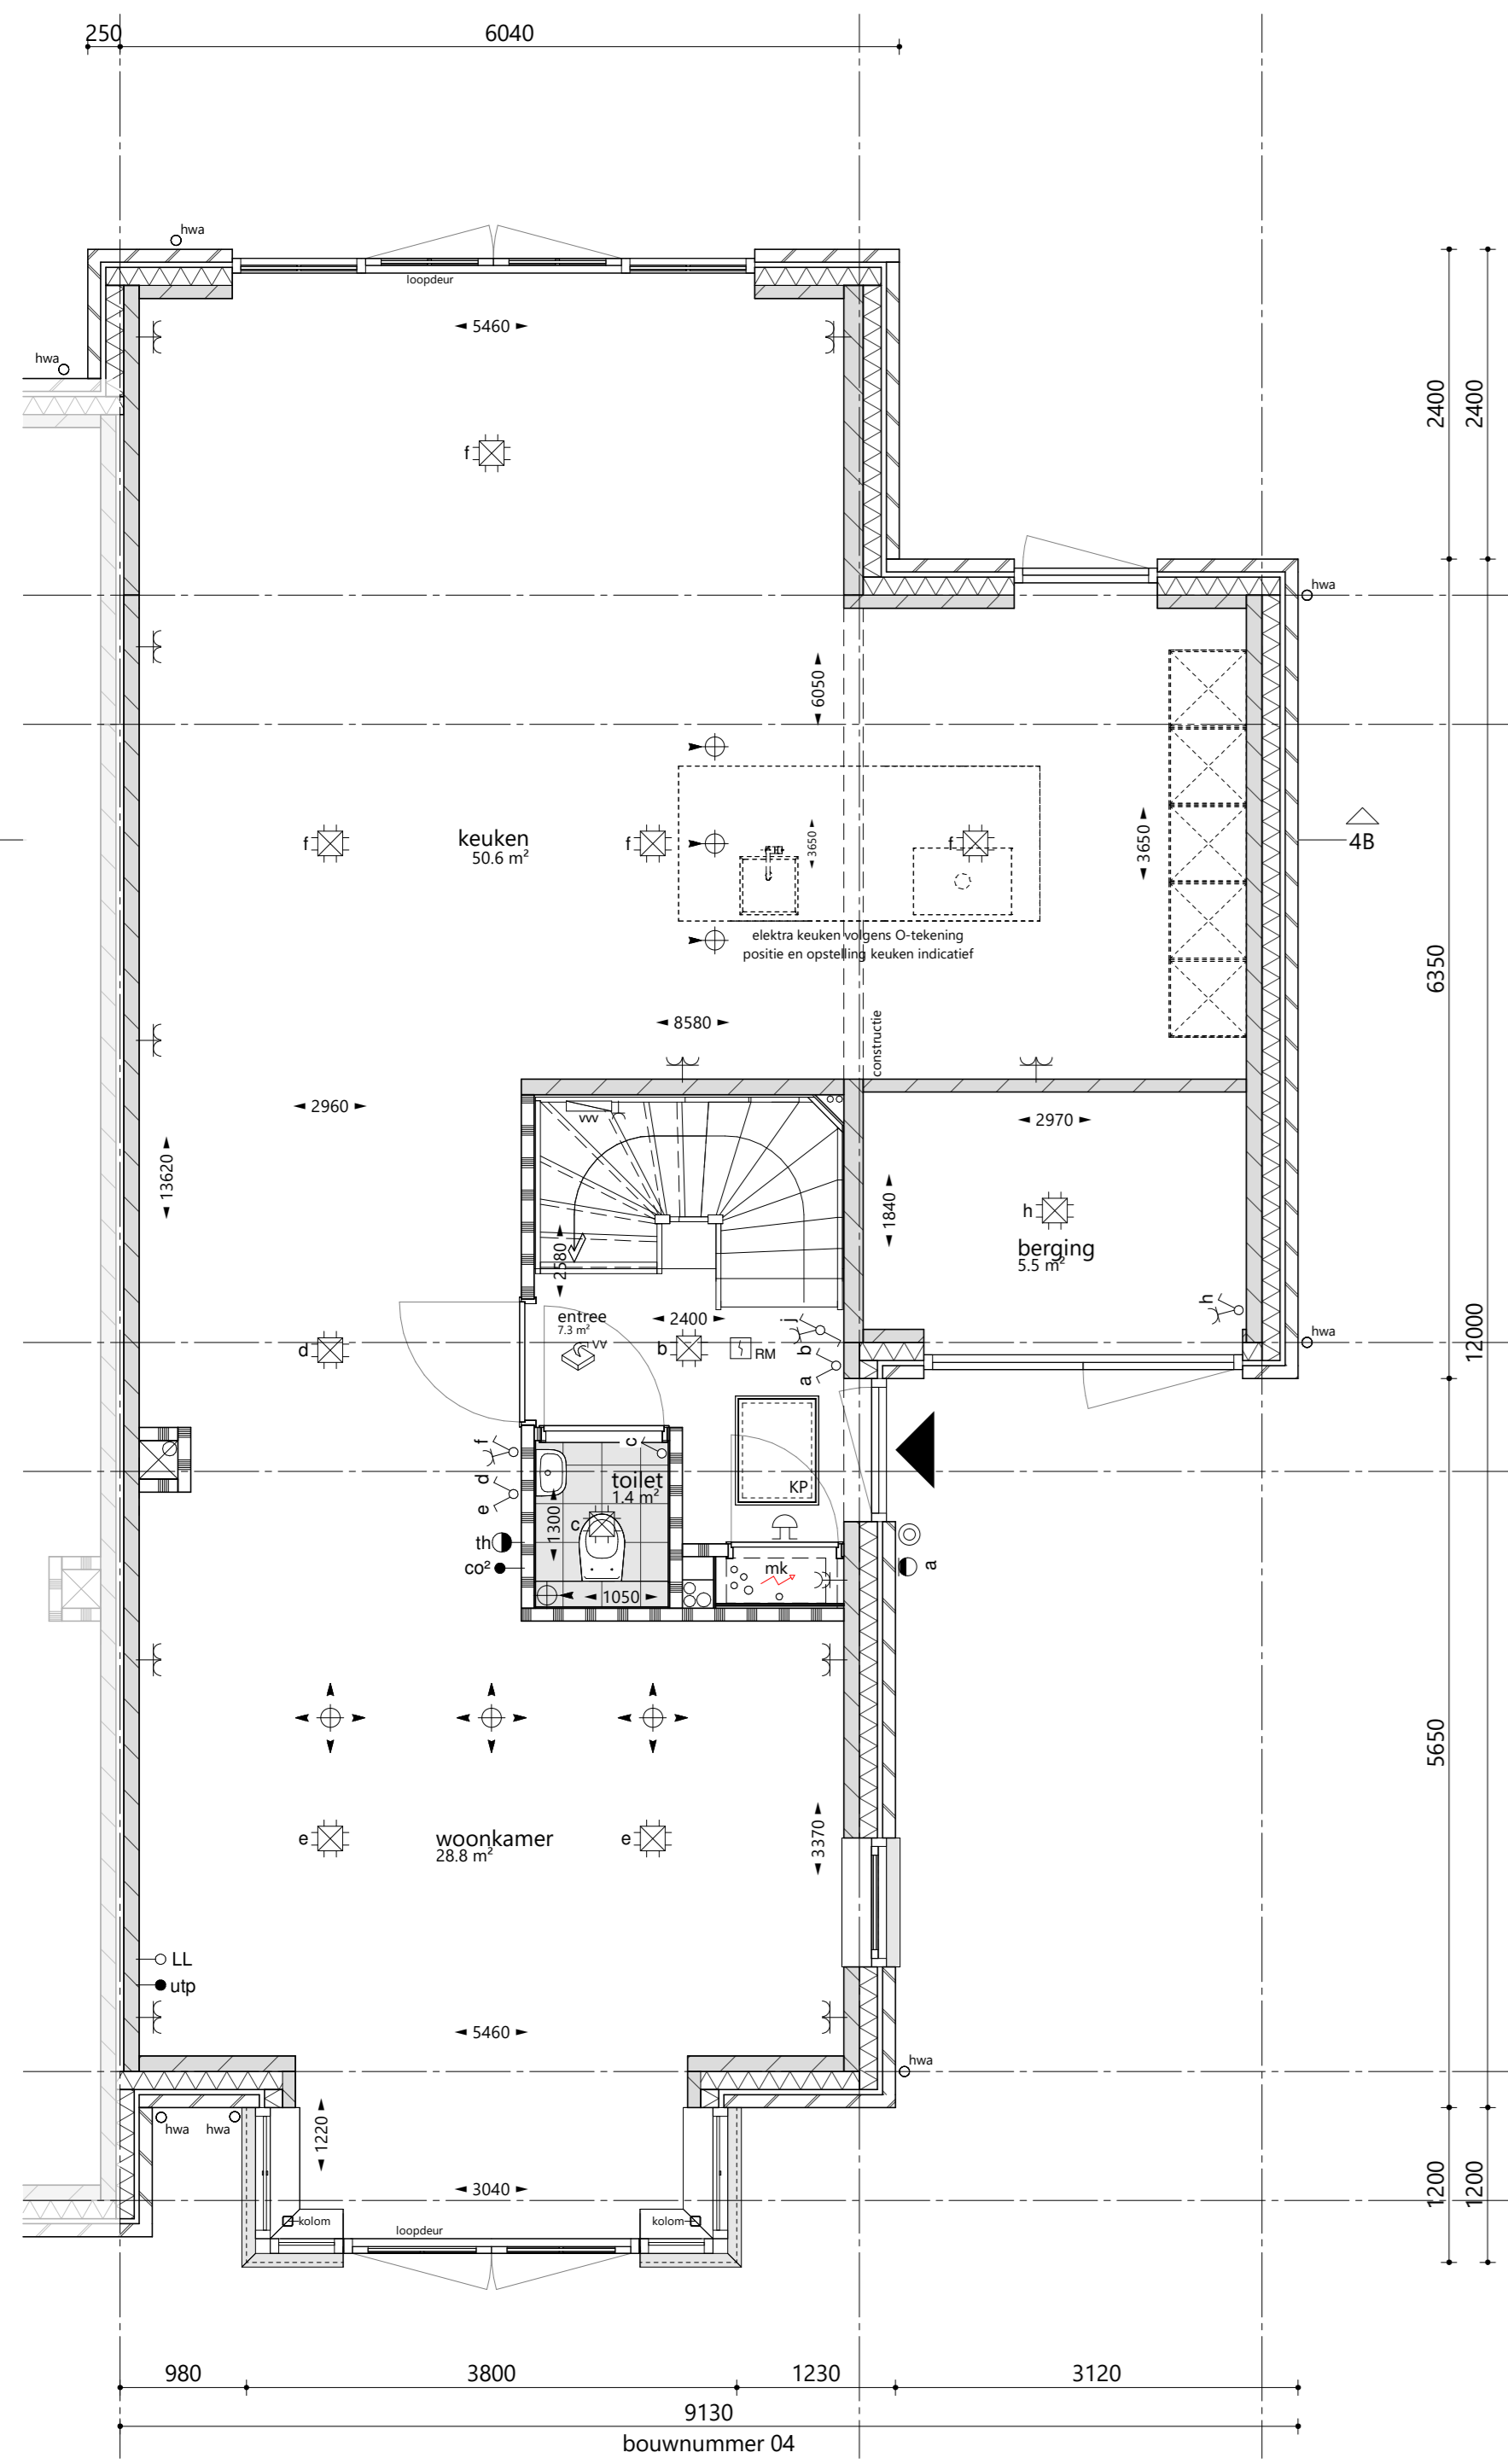 250
6040
hwa
loopdeur
5460
hwa
2400
2400
f
hwa
6050
f
keuken
50.6 m²
f
3650
f
3650
4B
elektra keuken volgens O-tekening
positie en opstelling keuken indicatief
6350
8580
constructie
2960
vvv
2970
13620
1840
h
berging
5.5 m²
2580
entree
7.3 m²
vv
2400
h
j
b
b
RM
a
d
hwa
12000
f
c
toilet
1.4 m²
KP
d
e
1300
c
th
co²
mk
a
1050
5650
e
woonkamer
28.8 m²
e
3370
LL
utp
5460
hwa
hwa
hwa
1220
3040
kolom
kolom
loopdeur
1200
1200
980
3800
1230
3120
9130
bouwnummer 04